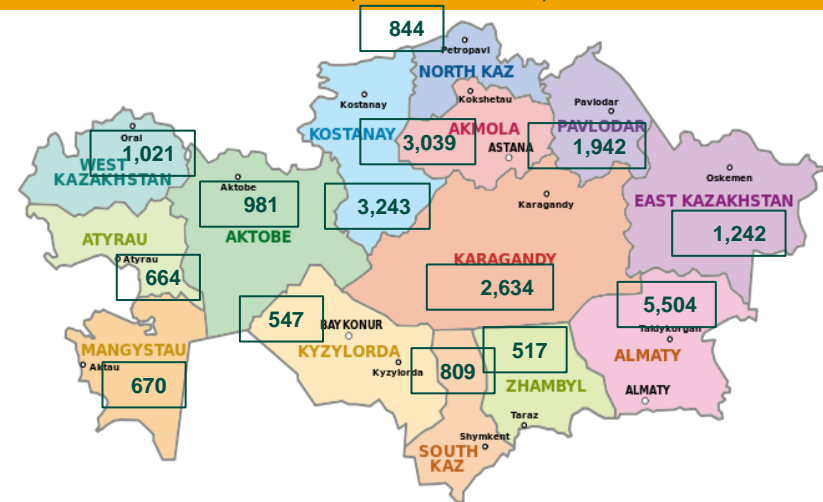 844
Petropavl
NORTH KAZ
Kostanay
Kokshetau
Pavlodar
KOSTANAY
3,039
AKMOLA
ASTANA
PAVLODAR
1,942
Oral
1,021
WEST
KAZAKHSTAN
Aktobe
981
3,243
Karagandy
Oskemen
EAST KAZAKHSTAN
1,242
ATYRAU
AKTOBE
Atyrau
664
KARAGANDY
2,634
5,504
Taldykorgan
547
BAYKONUR
KYZYLORDA
Kyzylorda
809
517
ZHAMBYL
ALMATY
ALMATY
MANGYSTAU
Aktau
670
Taraz
Shymkent
SOUTH
KAZ